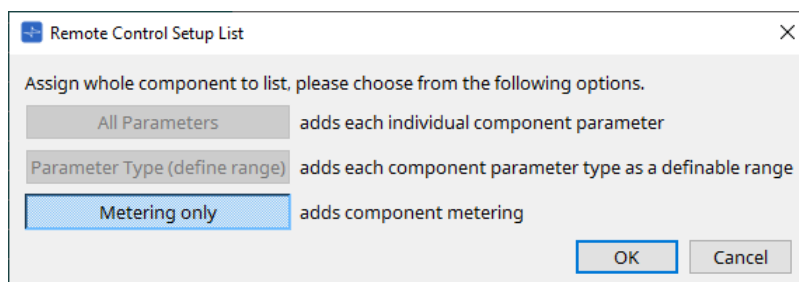 Remote Control Setup List
Assign whole component to list, please choose from the following options.
All Parameters adds each individual component parameter
Parameter Type (define range) adds each component parameter type as a definable range
Metering only adds component metering
OK Cancel